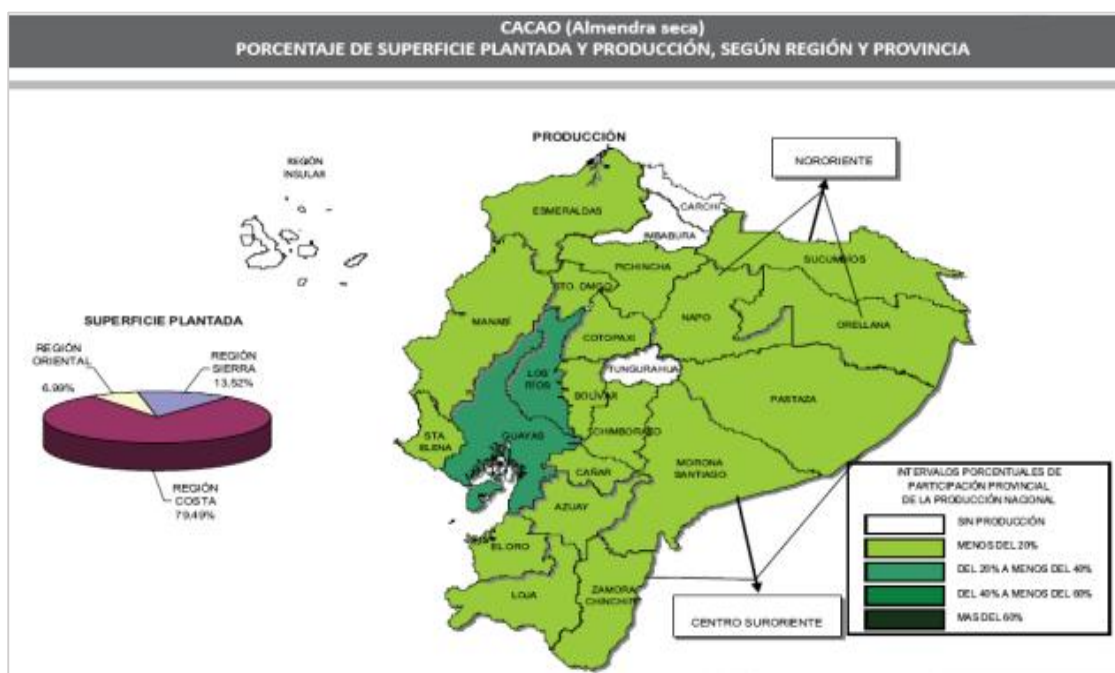 CACAO (Almendra seca)
PORCENTAJE DE SUPERFICIE PLANTADA Y PRODUCCIÓN, SEGÚN REGIÓN Y PROVINCIA
PRODUCCIÓN
REGIÓN
INSULAR
NORORIENTE
CARCHI
ESMERALDAS
IMBABURA
SUCUMBIOS
PICHINCHA
STO. DMGO
MANABÍ
NAPO
ORELLANA
COTOPAXI
TUNGURAHUA
LOS
RÍOS
PASTAZA
BOLÍVAR
STA
ELENA
GUAYAS
CHIMBORAZO
MORONA
SANTIAGO
CAÑAR
AZUAY
EL ORO
LOJA
ZAMORA
CHINCHIPE
CENTRO SURORIENTE
SUPERFICIE PLANTADA
REGIÓN
ORIENTAL
6.99%
REGIÓN
SIERRA
13.52%
REGIÓN
COSTA
79,49%
INTERVALOS PORCENTUALES DE
PARTICIPACIÓN PROVINCIAL
DE LA PRODUCCIÓN NACIONAL
SIN PRODUCCIÓN
MENOS DEL 20%
DEL 20% A MENOS DEL 40%
DEL 40% A MENOS DEL 60%
MAS DEL 60%